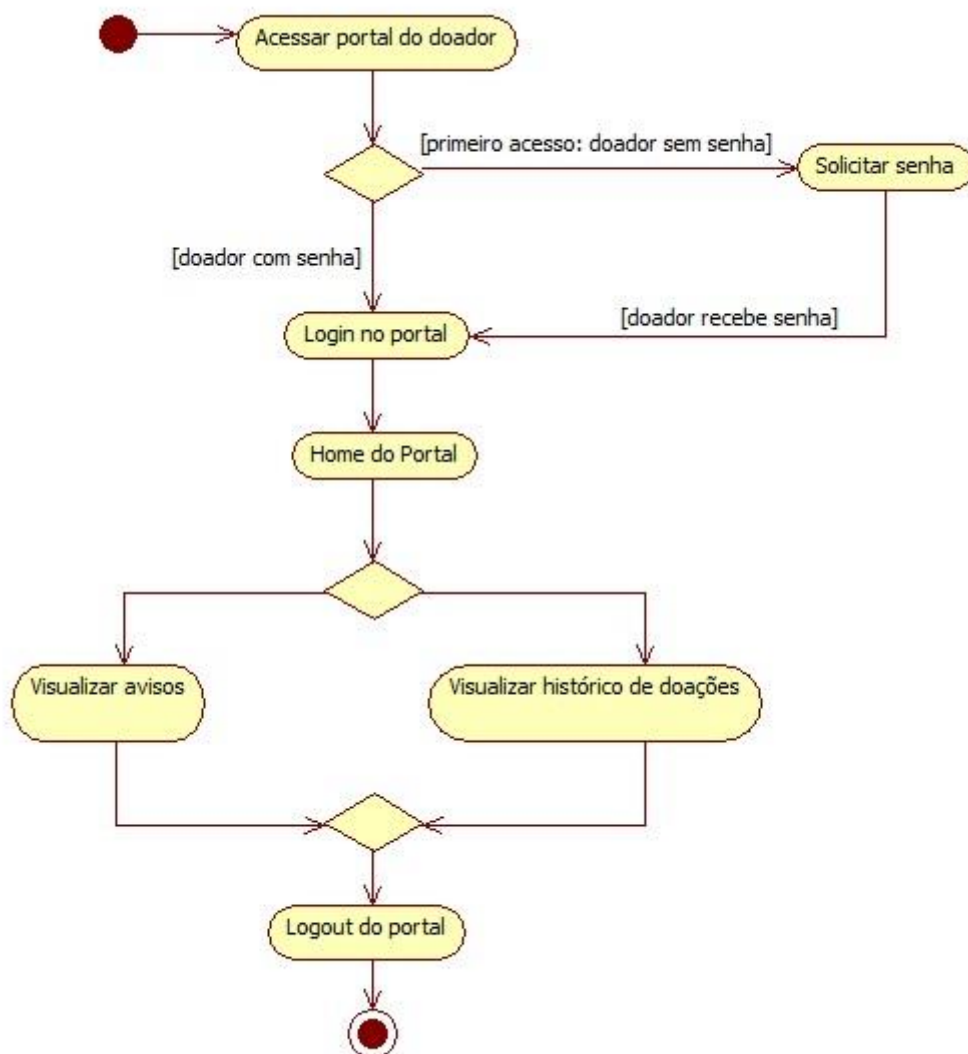 Acessar portal do doador
[primeiro acesso: doador sem senha]
Solicitar senha
[doador com senha]
[doador recebe senha]
Login no portal
Home do Portal
Visualizar avisos
Visualizar histórico de doações
Logout do portal